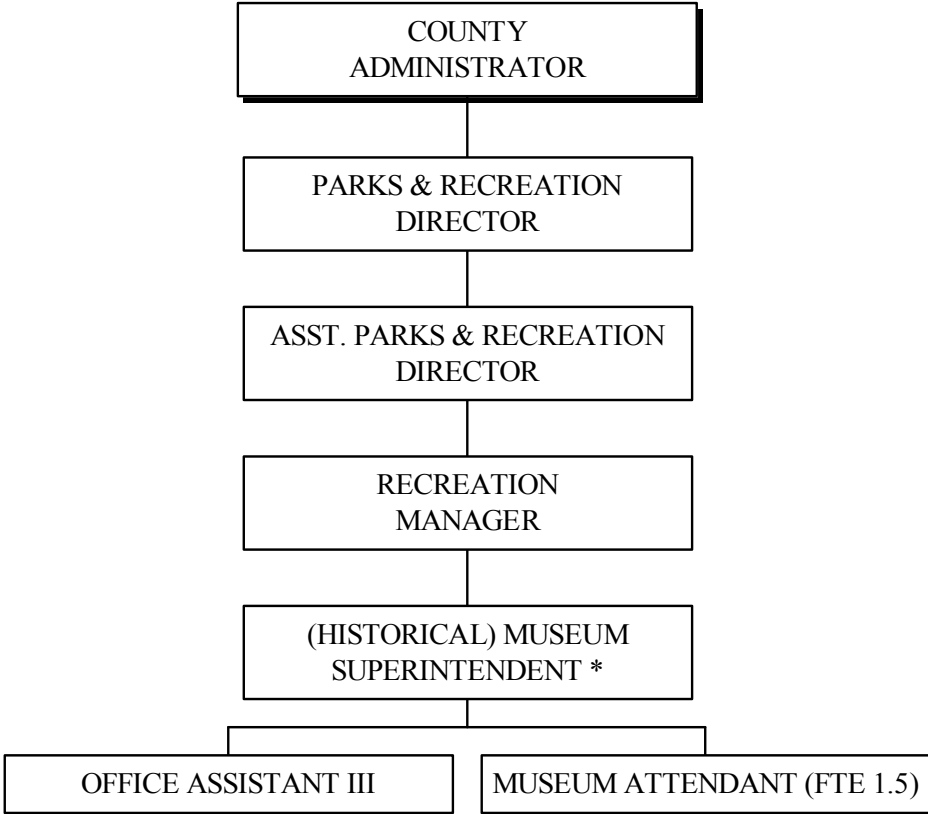 COUNTY
ADMINISTRATOR
PARKS & RECREATION
DIRECTOR
ASST. PARKS & RECREATION
DIRECTOR
RECREATION
MANAGER
(HISTORICAL) MUSEUM
SUPERINTENDENT *
OFFICE ASSISTANT III
MUSEUM ATTENDANT (FTE 1.5)